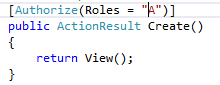 [Authorize(Roles = "A")]
public ActionResult Create()
{
    return View();
}